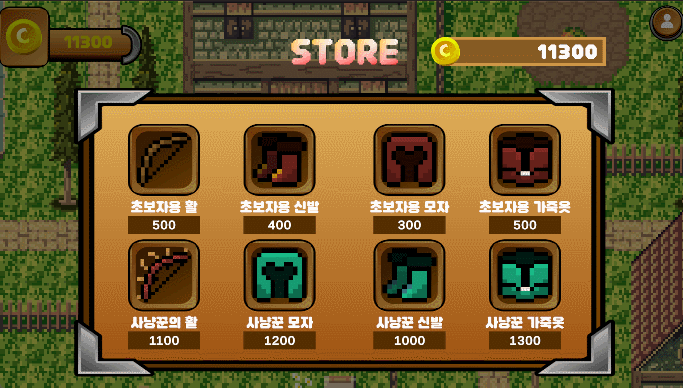 11300
STORE
11300
초보자용 활
초보자용 신발
초보자용 모자
초보자용 가죽옷
500
400
300
500
사냥꾼의 활
사냥꾼 모자
사냥꾼 신발
사냥꾼 가죽옷
1100
1200
1000
1300